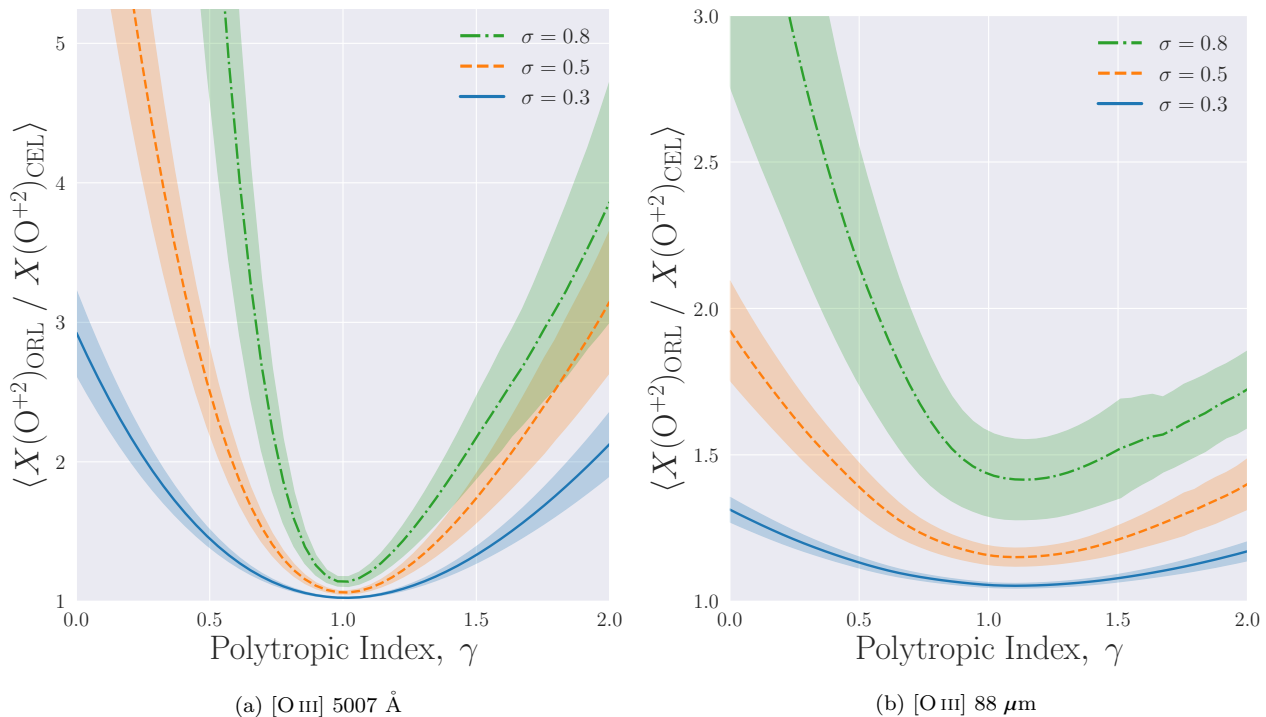 ⟨X(O⁺²)ORL / X(O⁺²)CEL⟩
5
4
3
2
1
σ = 0.8
σ = 0.5
σ = 0.3
0.0 0.5 1.0 1.5 2.0
Polytropic Index, γ
(a) [O III] 5007 Å
⟨X(O⁺²)ORL / X(O⁺²)CEL⟩
3.0
2.5
2.0
1.5
1.0
σ = 0.8
σ = 0.5
σ = 0.3
0.0 0.5 1.0 1.5 2.0
Polytropic Index, γ
(b) [O III] 88 μm